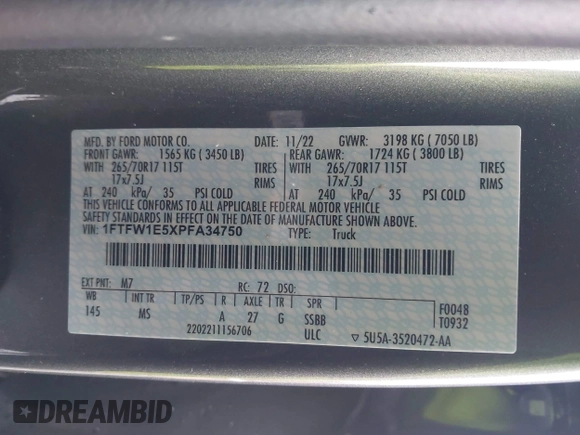 MFD. BY FORD MOTOR CO. DATE: 11/22 GVWR: 3198 KG ( 7050 LB)
FRONT GAWR: 1565 KG ( 3450 LB) REAR GAWR: 1724 KG ( 3800 LB)
WITH 265/70R17 115T TIRES WITH 265/70R17 115T TIRES
17x7.5J RIMS 17x7.5J RIMS
AT 240 kPa/ 35 PSI COLD AT 240 kPa/ 35 PSI COLD
THIS VEHICLE CONFORMS TO ALL APPLICABLE FEDERAL MOTOR VEHICLE
SAFETY STANDARDS IN EFFECT ON THE DATE OF MANUFACTURE SHOWN ABOVE.
VIN: 1FTFW1E5XPFA34750 TYPE: Truck
EXT PNT: M7 RC: 72 DSO:
WB INT TR TP/PS R AXLE TR SPR F0048
145 MS A 27 G SSBB T0932
2202211156706 ULC ▽ 5U5A-3520472-AA
DREAMBID